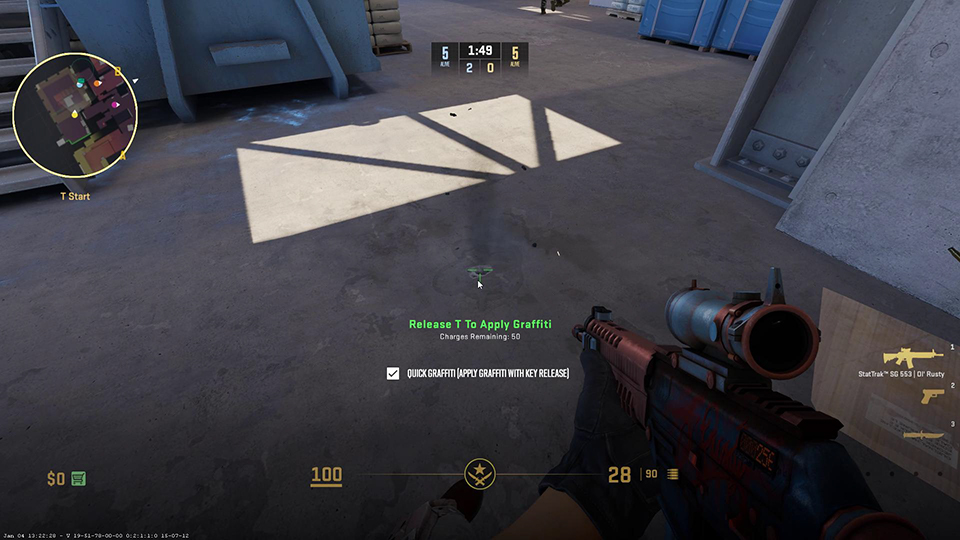 5
ALIVE
1:49
2 0
5
ALIVE
B
A
T Start
Release T To Apply Graffiti
Charges Remaining: 50
QUICK GRAFFITI (APPLY GRAFFITI WITH KEY RELEASE)
1
StatTrak™ SG 553 | Ol' Rusty
2
3
$0
100
28 | 90